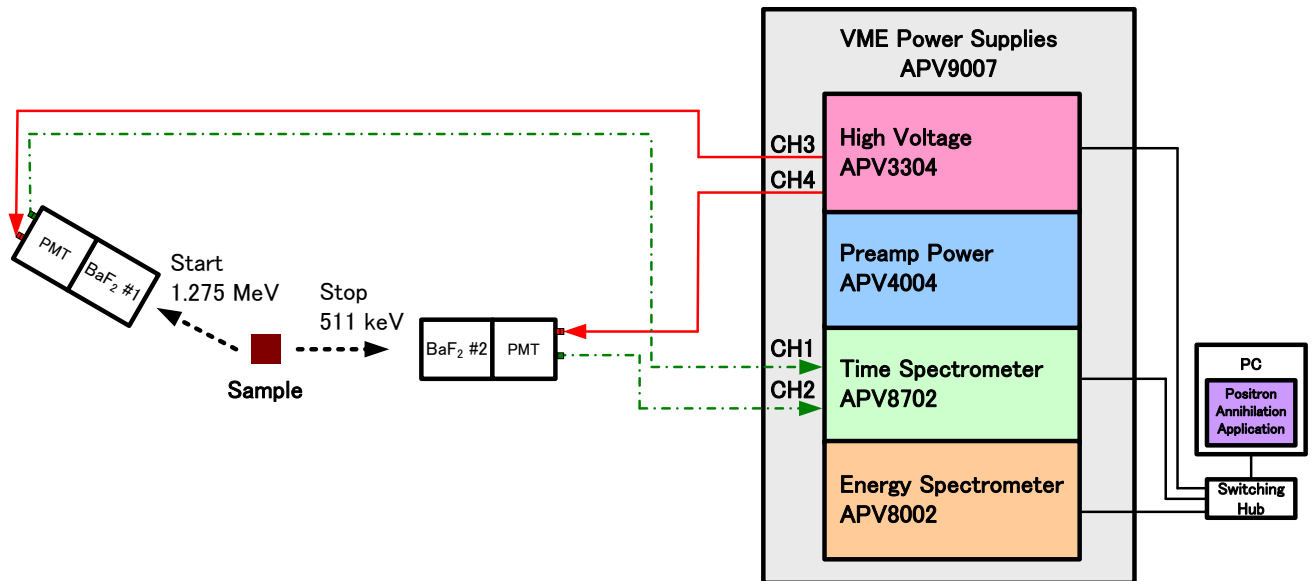 VME Power Supplies
APV9007
CH3
High Voltage
APV3304
CH4
PMT
BaF₂ #1
Start
1.275 MeV
Stop
511 keV
Preamp Power
APV4004
BaF₂ #2
PMT
Sample
CH1
Time Spectrometer
APV8702
CH2
PC
Positron
Annihilation
Application
Energy Spectrometer
APV8002
Switching
Hub